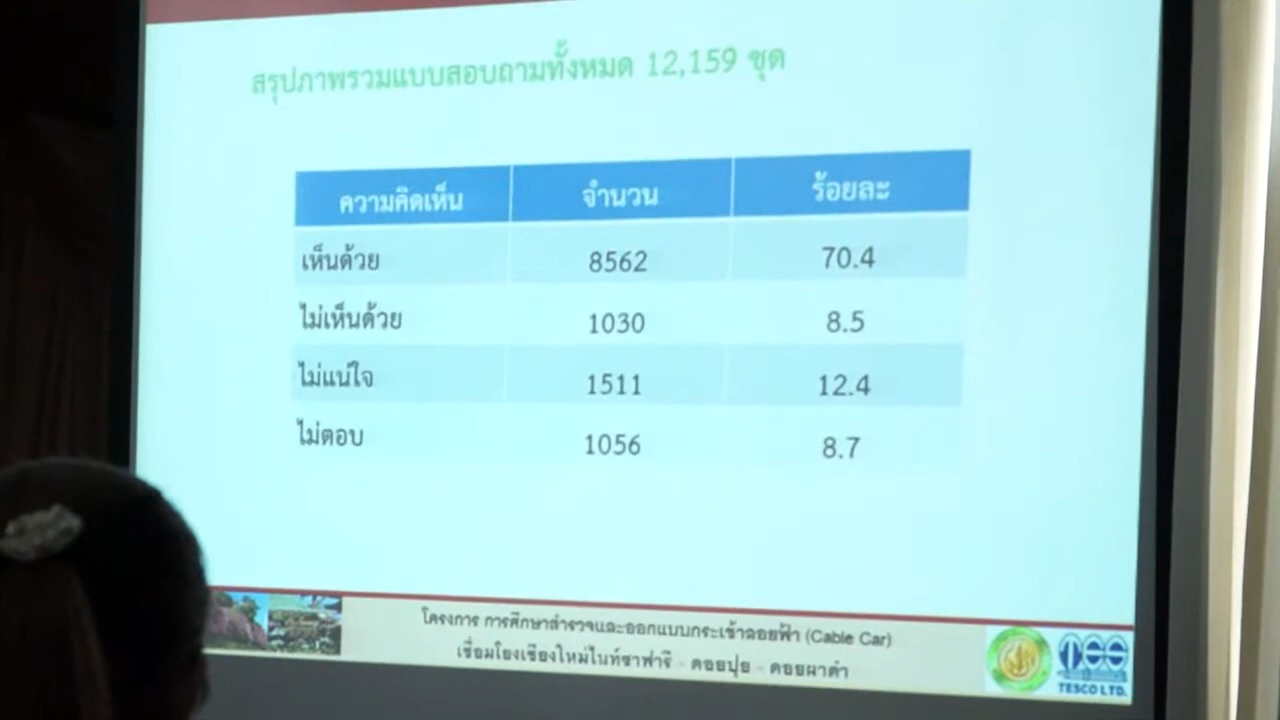 สรุปภาพรวมแบบสอบถามทั้งหมด 12,159 ชุด
ความคิดเห็น จำนวน ร้อยละ
เห็นด้วย 8562 70.4
ไม่เห็นด้วย 1030 8.5
ไม่แน่ใจ 1511 12.4
ไม่ตอบ 1056 8.7
โครงการ การศึกษาสำรวจและออกแบบกระเช้าลอยฟ้า (Cable Car)
เชื่อมโยงเชียงใหม่ไนท์ซาฟารี - ดอยปุย - ดอยผาดำ
TESCO LTD.